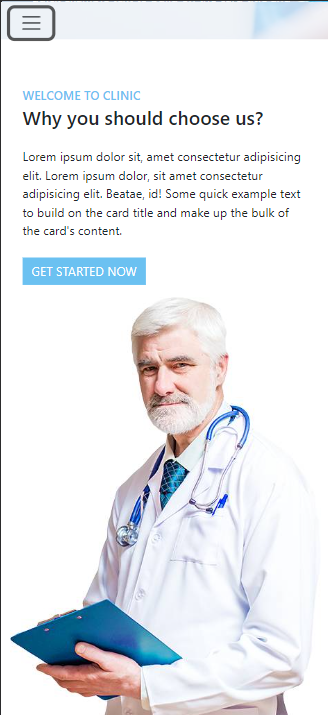 WELCOME TO CLINIC
Why you should choose us?
Lorem ipsum dolor sit, amet consectetur adipisicing
elit. Lorem ipsum dolor, sit amet consectetur
adipisicing elit. Beatae, id! Some quick example text
to build on the card title and make up the bulk of
the card's content.
GET STARTED NOW